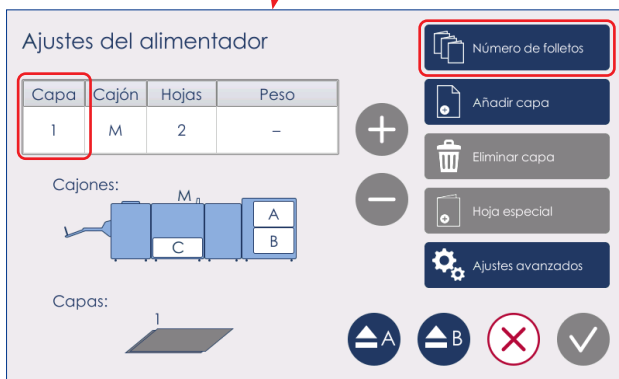 Ajustes del alimentador
Número de folletos
Capa Cajón Hojas Peso
1 M 2 –
Añadir capa
Eliminar capa
Cajones:
M
A
B
C
Hoja especial
Ajustes avanzados
Capas:
1
A
B